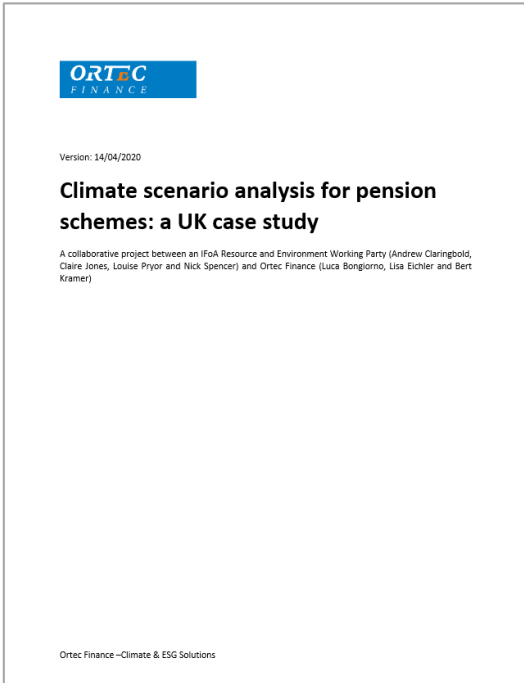 ORTEC
FINANCE
Version: 14/04/2020
Climate scenario analysis for pension
schemes: a UK case study
A collaborative project between an IFoA Resource and Environment Working Party (Andrew Claringbold,
Claire Jones, Louise Pryor and Nick Spencer) and Ortec Finance (Luca Bongiorno, Lisa Eichler and Bert
Kramer)
Ortec Finance –Climate & ESG Solutions